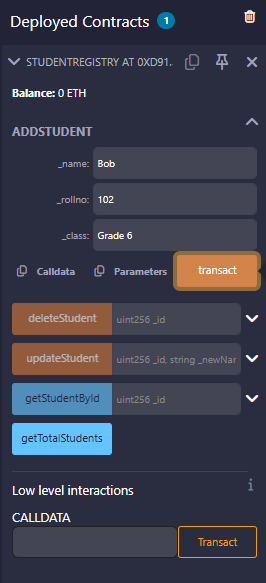 Deployed Contracts 1
STUDENTREGISTRY AT 0XD91..
Balance: 0 ETH
ADDSTUDENT
_name: Bob
_rollno: 102
_class: Grade 6
Calldata Parameters transact
deleteStudent uint256 _id
updateStudent uint256 _id, string _newNar
getStudentById uint256 _id
getTotalStudents
Low level interactions i
CALLDATA
Transact